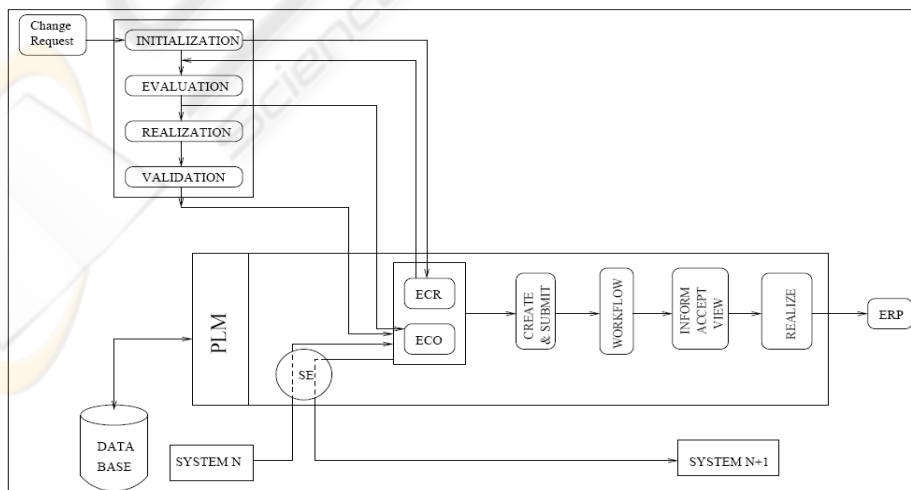 Change
Request
INITIALIZATION
EVALUATION
REALIZATION
VALIDATION
Science
PLM
ECR
ECO
CREATE
& SUBMIT
WORKFLOW
INFORM
ACCEPT
VIEW
REALIZE
ERP
SE
DATA
BASE
SYSTEM N
SYSTEM N+1